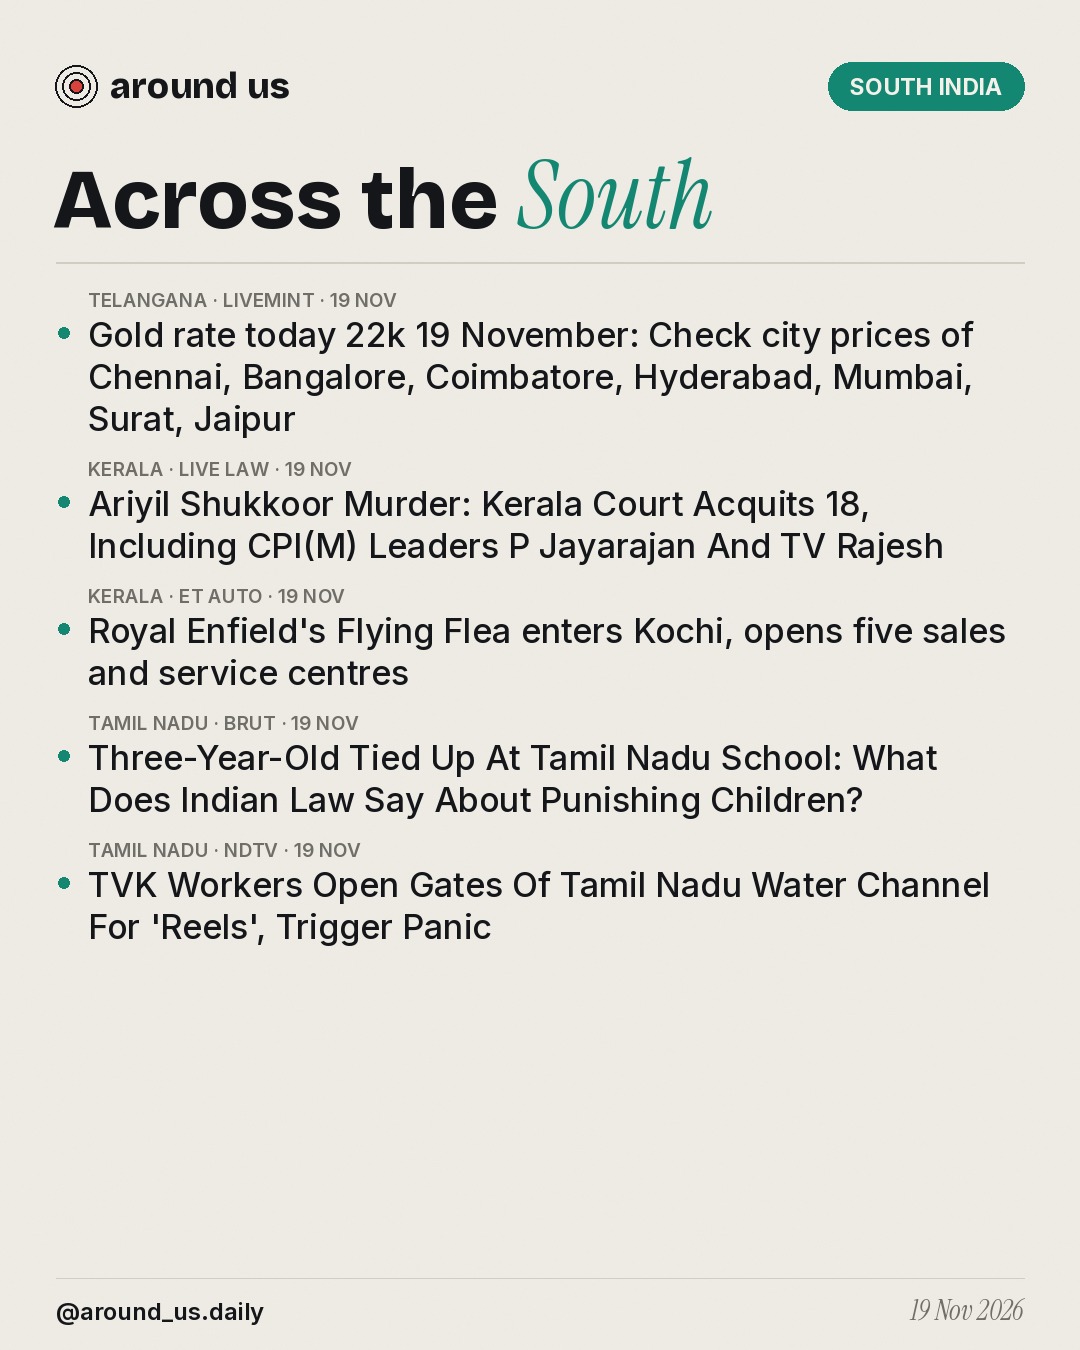 around us
SOUTH INDIA
Across the South
TELANGANA · LIVEMINT · 19 NOV
Gold rate today 22k 19 November: Check city prices of
Chennai, Bangalore, Coimbatore, Hyderabad, Mumbai,
Surat, Jaipur
KERALA · LIVE LAW · 19 NOV
Ariyil Shukkoor Murder: Kerala Court Acquits 18,
Including CPI(M) Leaders P Jayarajan And TV Rajesh
KERALA · ET AUTO · 19 NOV
Royal Enfield's Flying Flea enters Kochi, opens five sales
and service centres
TAMIL NADU · BRUT · 19 NOV
Three-Year-Old Tied Up At Tamil Nadu School: What
Does Indian Law Say About Punishing Children?
TAMIL NADU · NDTV · 19 NOV
TVK Workers Open Gates Of Tamil Nadu Water Channel
For 'Reels', Trigger Panic
@around_us.daily
19 Nov 2026